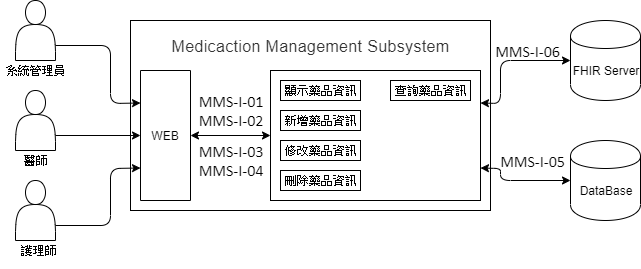 Medicaction Management Subsystem
系統管理員
醫師
護理師
WEB
MMS-I-01
MMS-I-02
MMS-I-03
MMS-I-04
顯示藥品資訊
新增藥品資訊
修改藥品資訊
刪除藥品資訊
查詢藥品資訊
MMS-I-06
FHIR Server
MMS-I-05
DataBase